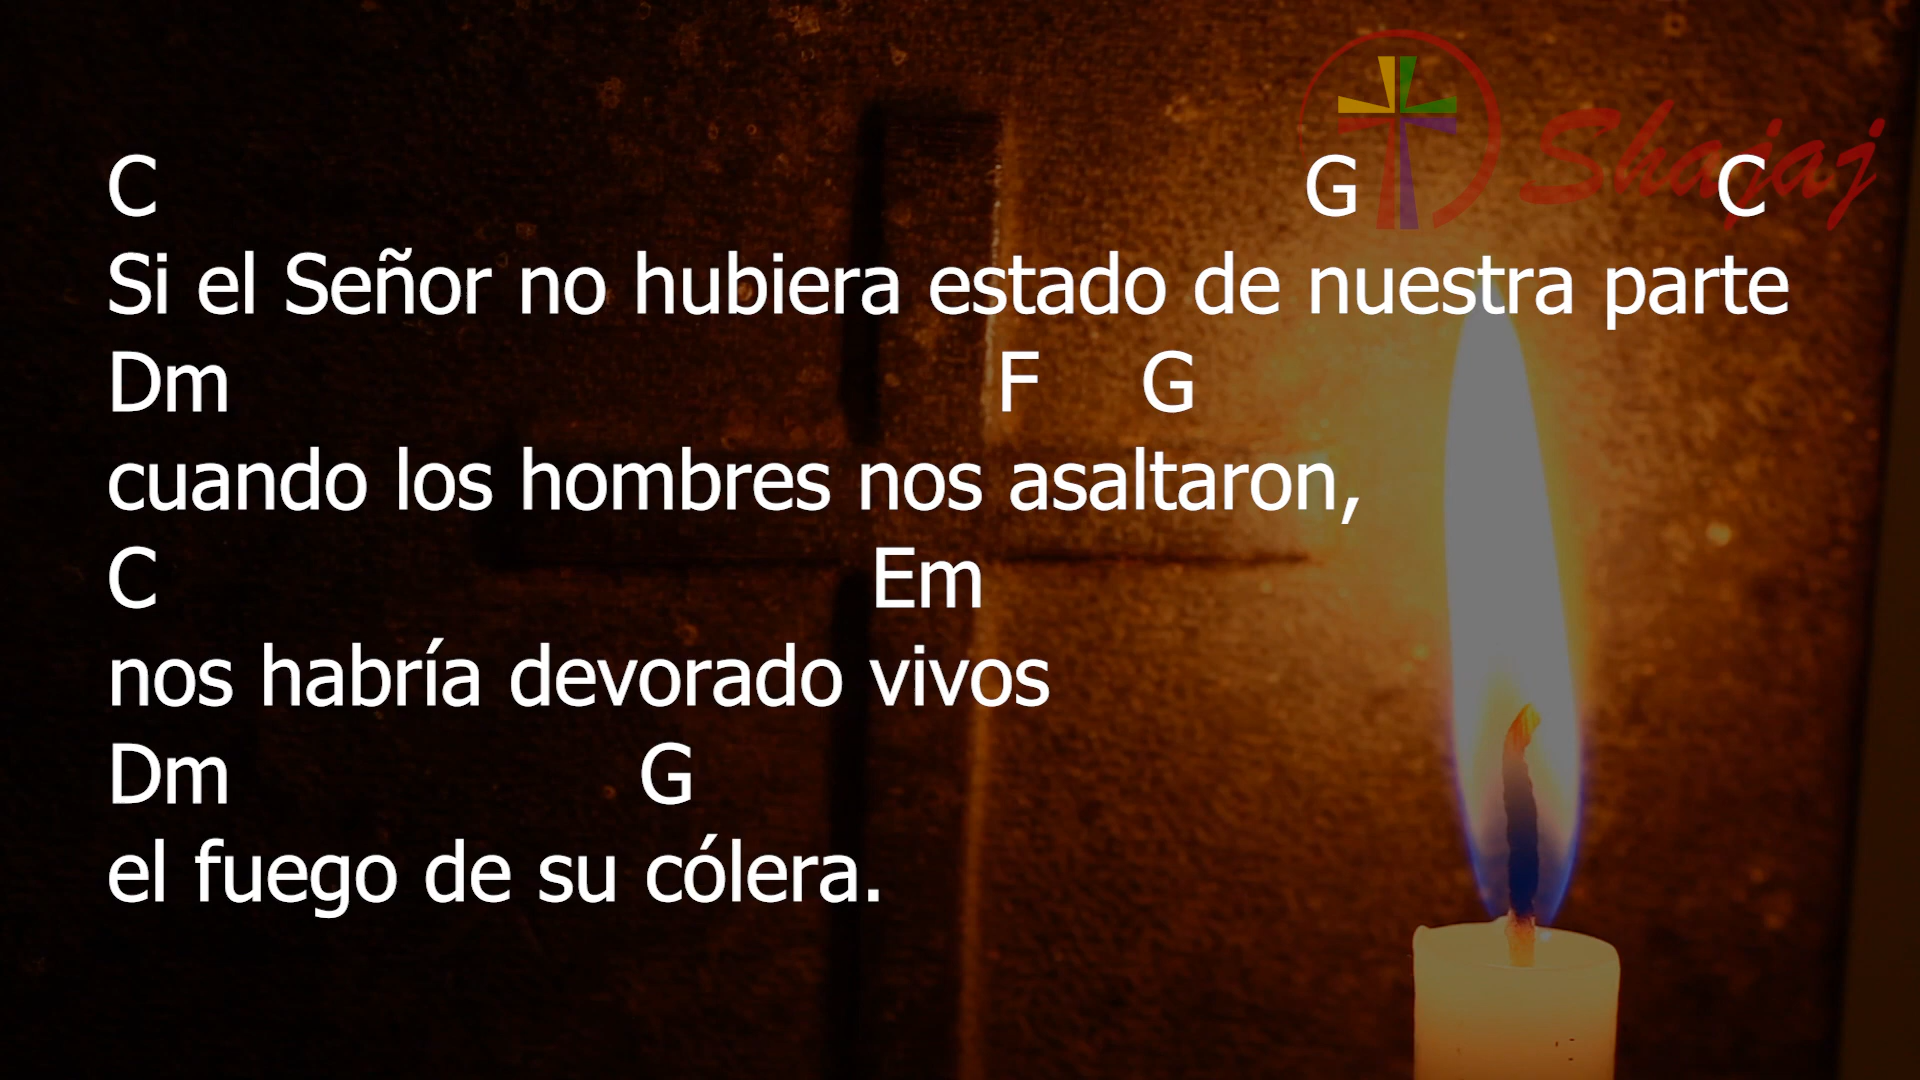 Shajaj
C G C
Si el Señor no hubiera estado de nuestra parte
Dm F G
cuando los hombres nos asaltaron,
C Em
nos habría devorado vivos
Dm G
el fuego de su cólera.